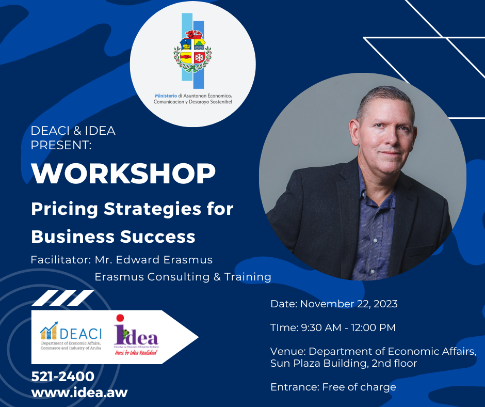 Ministerio di Asuntonan Economico,
Comunicacion y Desaroyo Sostenibel
DEACI & IDEA
PRESENT:
WORKSHOP
Pricing Strategies for
Business Success
Facilitator: Mr. Edward Erasmus
Erasmus Consulting & Training
DEACI
Department of Economic Affairs,
Commerce and Industry of Aruba
idea
521-2400
www.idea.aw
Date: November 22, 2023
TIme: 9:30 AM - 12:00 PM
Venue: Department of Economic Affairs,
Sun Plaza Building, 2nd floor
Entrance: Free of charge